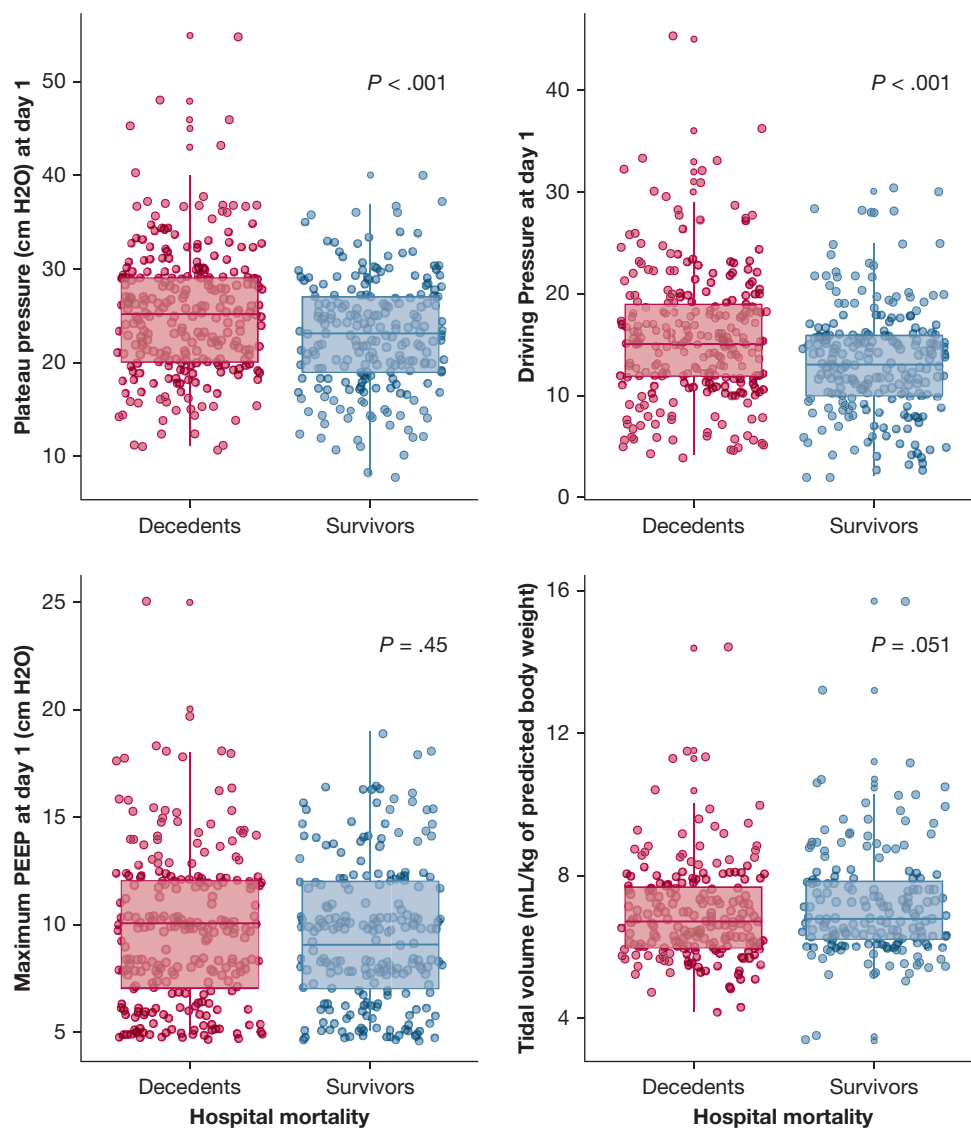 Plateau pressure (cm H2O) at day 1
50
40
30
20
10
P < .001
Decedents
Survivors
Driving Pressure at day 1
40
30
20
10
0
P < .001
Decedents
Survivors
Maximum PEEP at day 1 (cm H2O)
25
20
15
10
5
P = .45
Decedents
Survivors
Hospital mortality
Tidal volume (mL/kg of predicted body weight)
16
12
8
4
P = .051
Decedents
Survivors
Hospital mortality